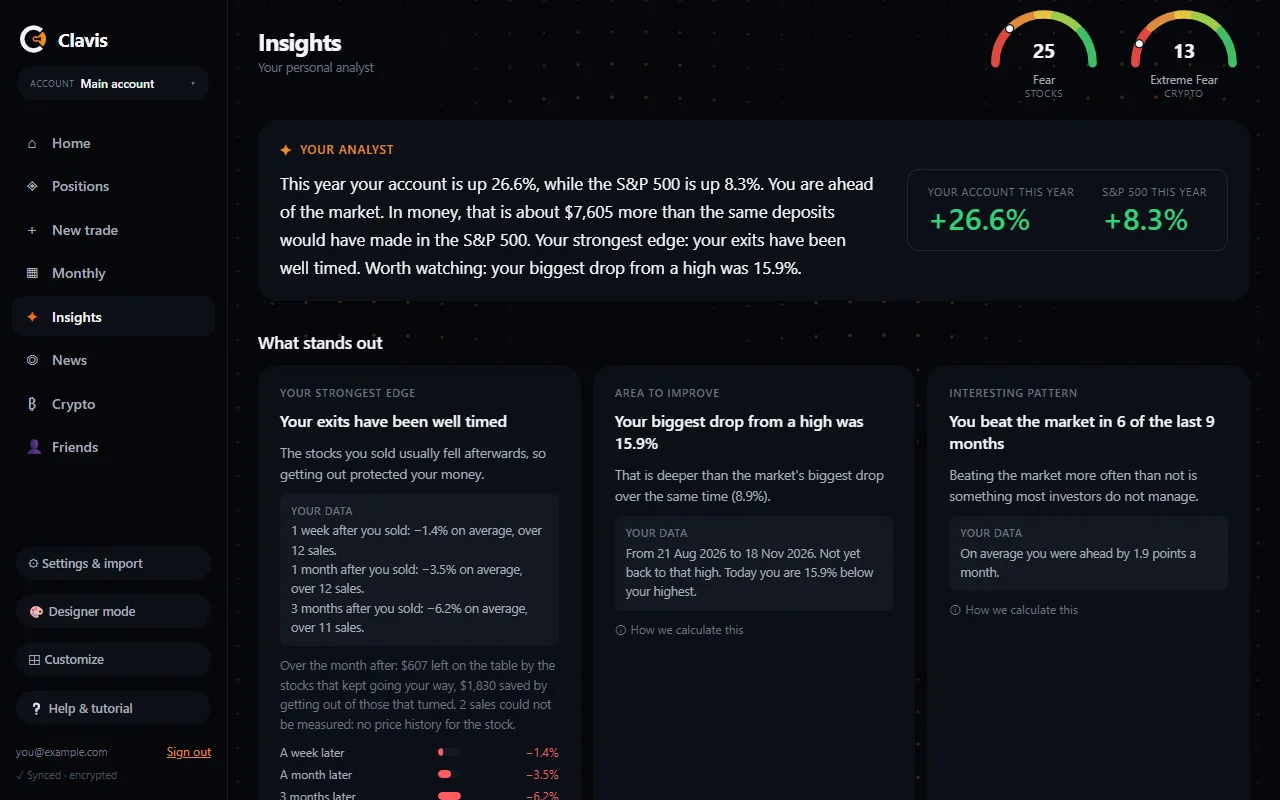 Clavis
ACCOUNT Main account
Home
Positions
New trade
Monthly
Insights
News
Crypto
Friends
Settings & import
Designer mode
Customize
Help & tutorial
you@example.com Sign out
✓ Synced · encrypted
Insights
Your personal analyst
25
Fear
STOCKS
13
Extreme Fear
CRYPTO
YOUR ANALYST
This year your account is up 26.6%, while the S&P 500 is up 8.3%. You are ahead
of the market. In money, that is about $7,605 more than the same deposits
would have made in the S&P 500. Your strongest edge: your exits have been
well timed. Worth watching: your biggest drop from a high was 15.9%.
YOUR ACCOUNT THIS YEAR
+26.6%
S&P 500 THIS YEAR
+8.3%
What stands out
YOUR STRONGEST EDGE
Your exits have been well timed
The stocks you sold usually fell afterwards, so
getting out protected your money.
YOUR DATA
1 week after you sold: −1.4% on average, over
12 sales.
1 month after you sold: −3.5% on average,
over 12 sales.
3 months after you sold: −6.2% on average,
over 11 sales.
Over the month after: $607 left on the table by the
stocks that kept going your way, $1,830 saved by
getting out of those that turned. 2 sales could not
be measured: no price history for the stock.
A week later −1.4%
A month later −3.5%
3 months later −6.2%
AREA TO IMPROVE
Your biggest drop from a high was
15.9%
That is deeper than the market's biggest drop
over the same time (8.9%).
YOUR DATA
From 21 Aug 2026 to 18 Nov 2026. Not yet
back to that high. Today you are 15.9% below
your highest.
How we calculate this
INTERESTING PATTERN
You beat the market in 6 of the last 9
months
Beating the market more often than not is
something most investors do not manage.
YOUR DATA
On average you were ahead by 1.9 points a
month.
How we calculate this